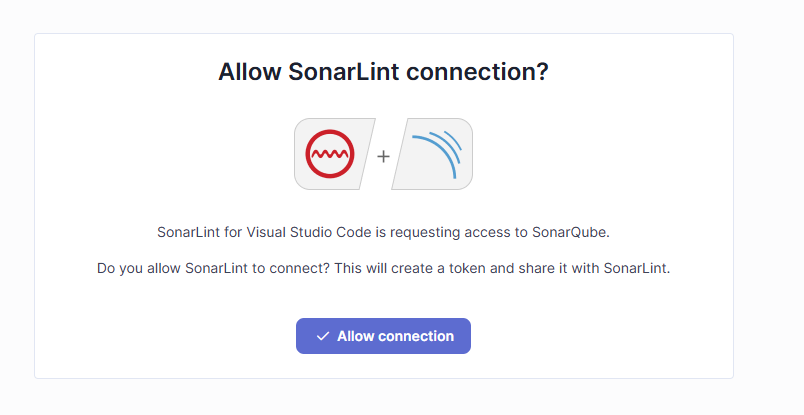 Allow SonarLint connection?
+
SonarLint for Visual Studio Code is requesting access to SonarQube.
Do you allow SonarLint to connect? This will create a token and share it with SonarLint.
Allow connection